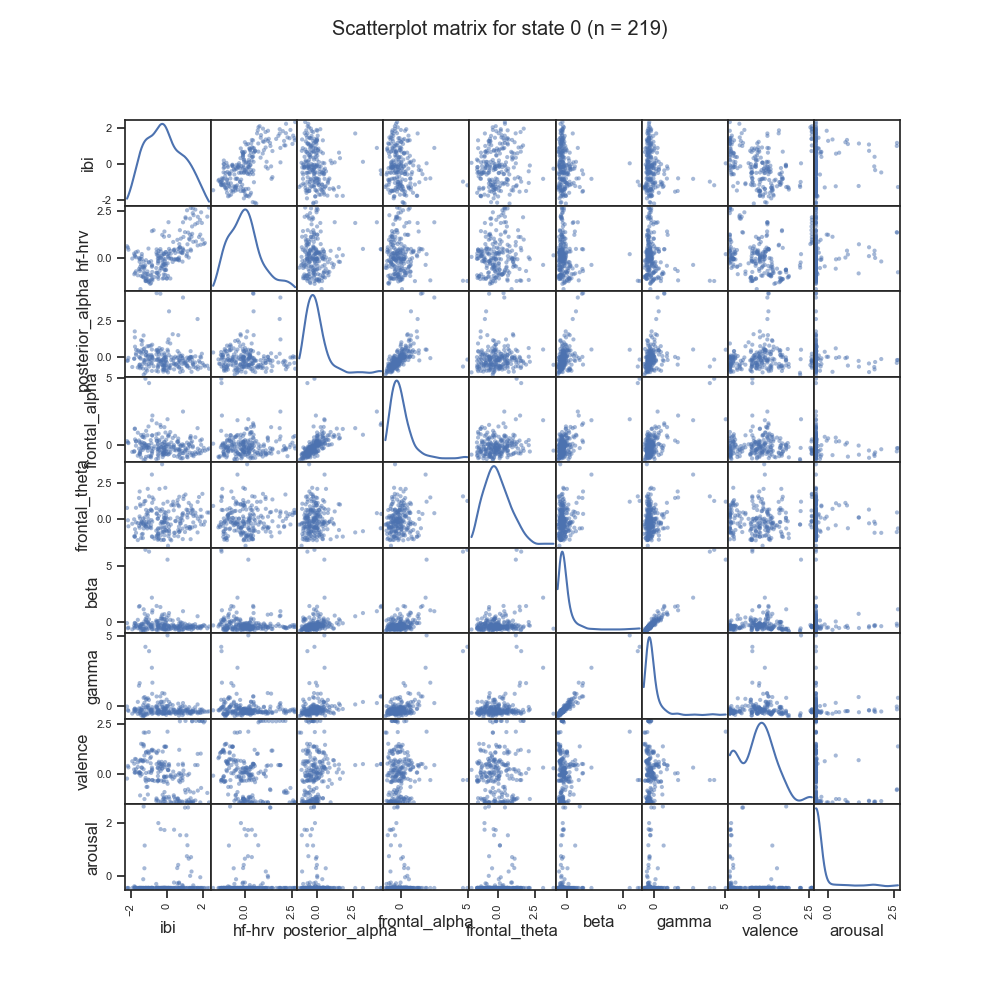 Scatterplot matrix for state 0 (n = 219)
ibi
2
0
-2
hf-hrv
2.5
0.0
posterior_alpha
2.5
0.0
frontal_alpha
5
0
frontal_theta
2.5
0.0
beta
5
0
gamma
5
0
valence
2.5
0.0
arousal
2
0
-2 0 2 0.0 2.5 0.0 2.5 0 5 0.0 2.5 0 5 0 5 0.0 2.5 0.0 2.5
ibi hf-hrv posterior_alpha frontal_alpha frontal_theta beta gamma valence arousal